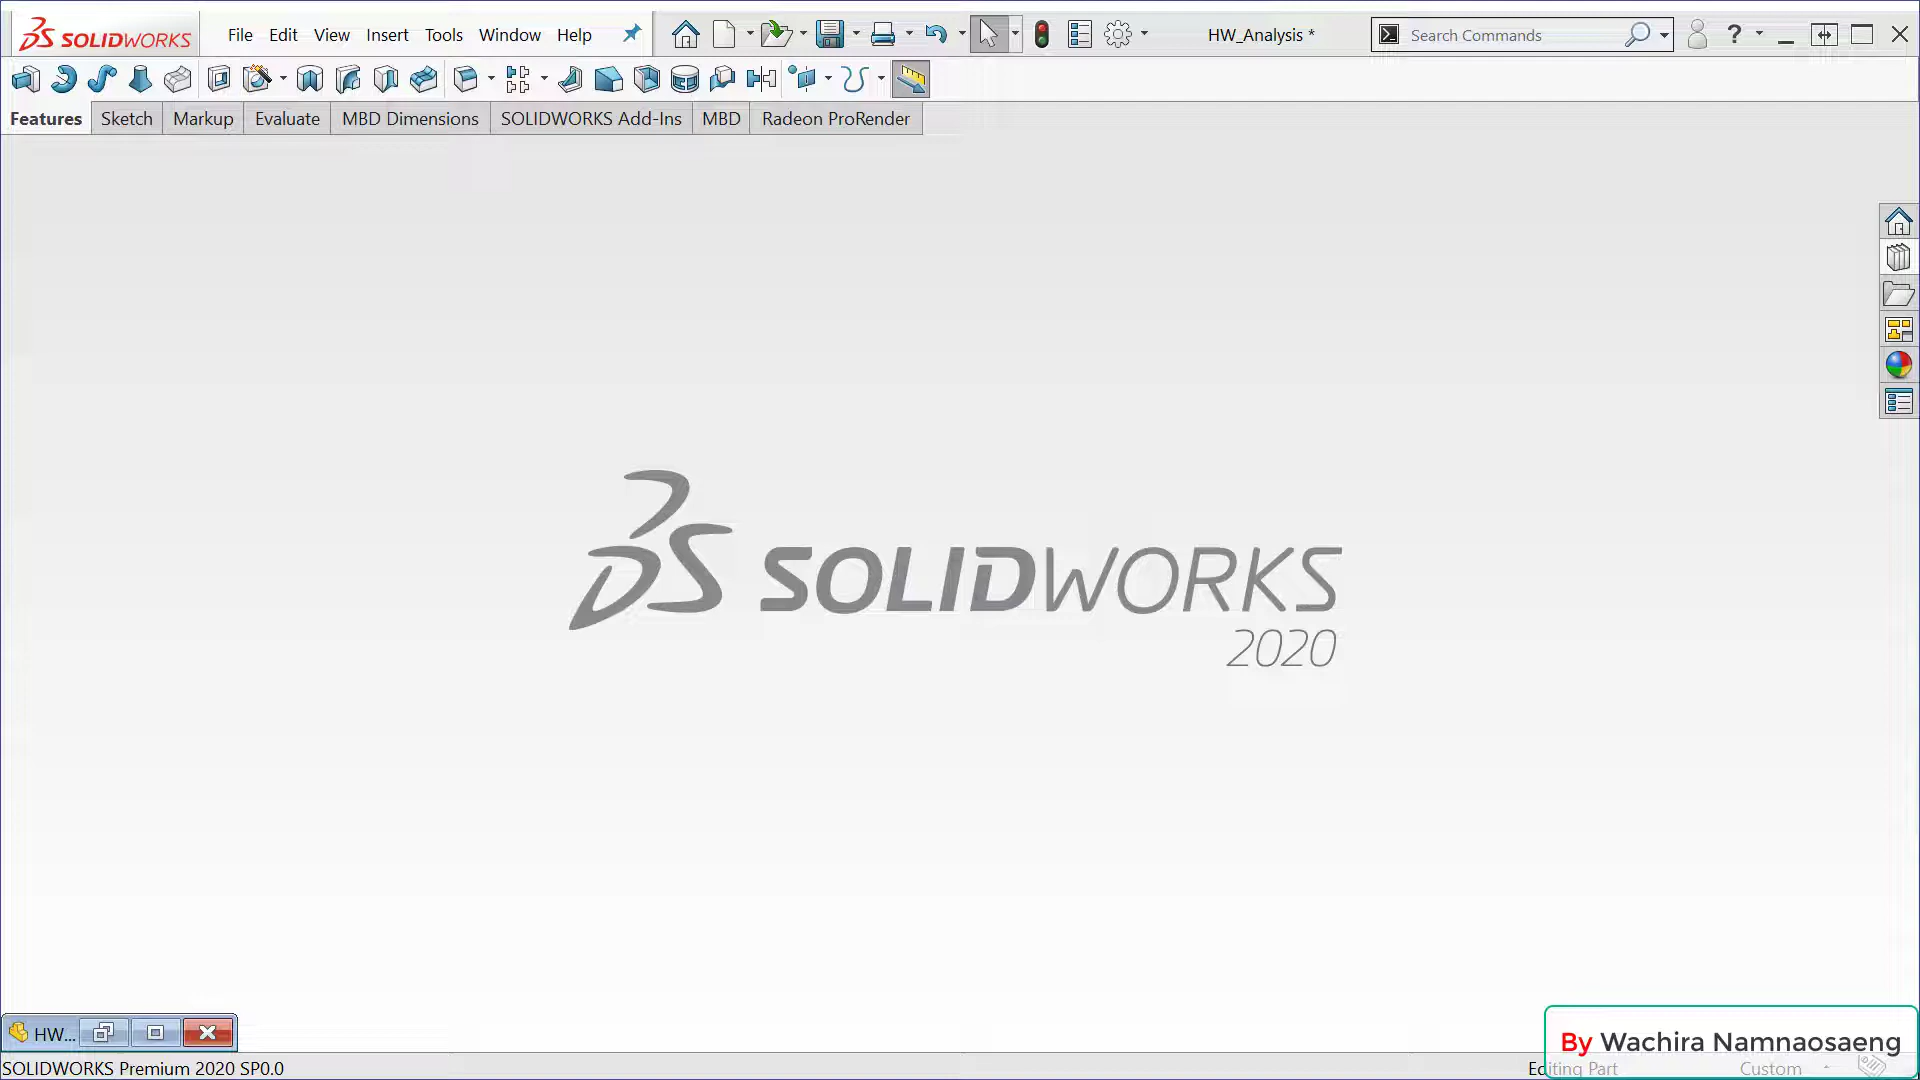 SOLIDWORKS File Edit View Insert Tools Window Help HW_Analysis * Search Commands ?
Features Sketch Markup Evaluate MBD Dimensions SOLIDWORKS Add-Ins MBD Radeon ProRender
SOLIDWORKS
2020
HW...
By Wachira Namnaosaeng
SOLIDWORKS Premium 2020 SP0.0 Editing Part Custom